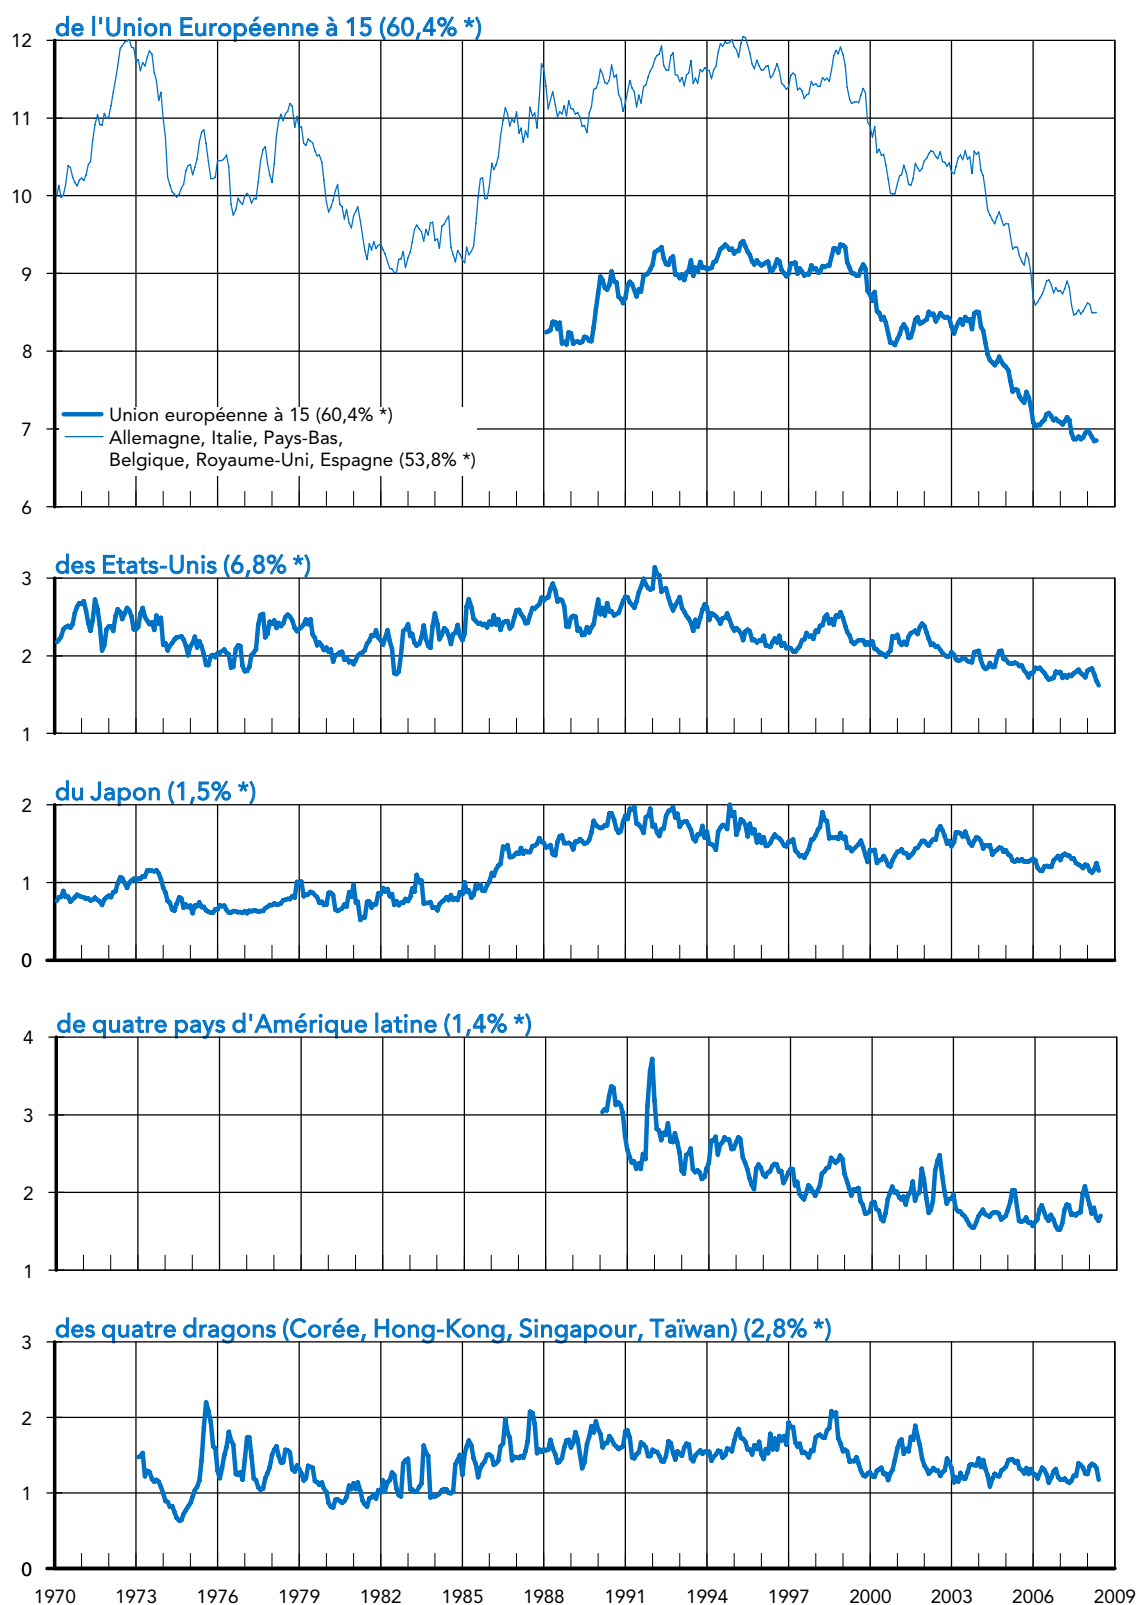 de l'Union Européenne à 15 (60,4% *)
12
11
10
9
8
7
6
Union européenne à 15 (60,4% *)
Allemagne, Italie, Pays-Bas,
Belgique, Royaume-Uni, Espagne (53,8% *)
des Etats-Unis (6,8% *)
3
2
1
du Japon (1,5% *)
2
1
0
de quatre pays d'Amérique latine (1,4% *)
4
3
2
1
des quatre dragons (Corée, Hong-Kong, Singapour, Taïwan) (2,8% *)
3
2
1
0
1970 1973 1976 1979 1982 1985 1988 1991 1994 1997 2000 2003 2006 2009